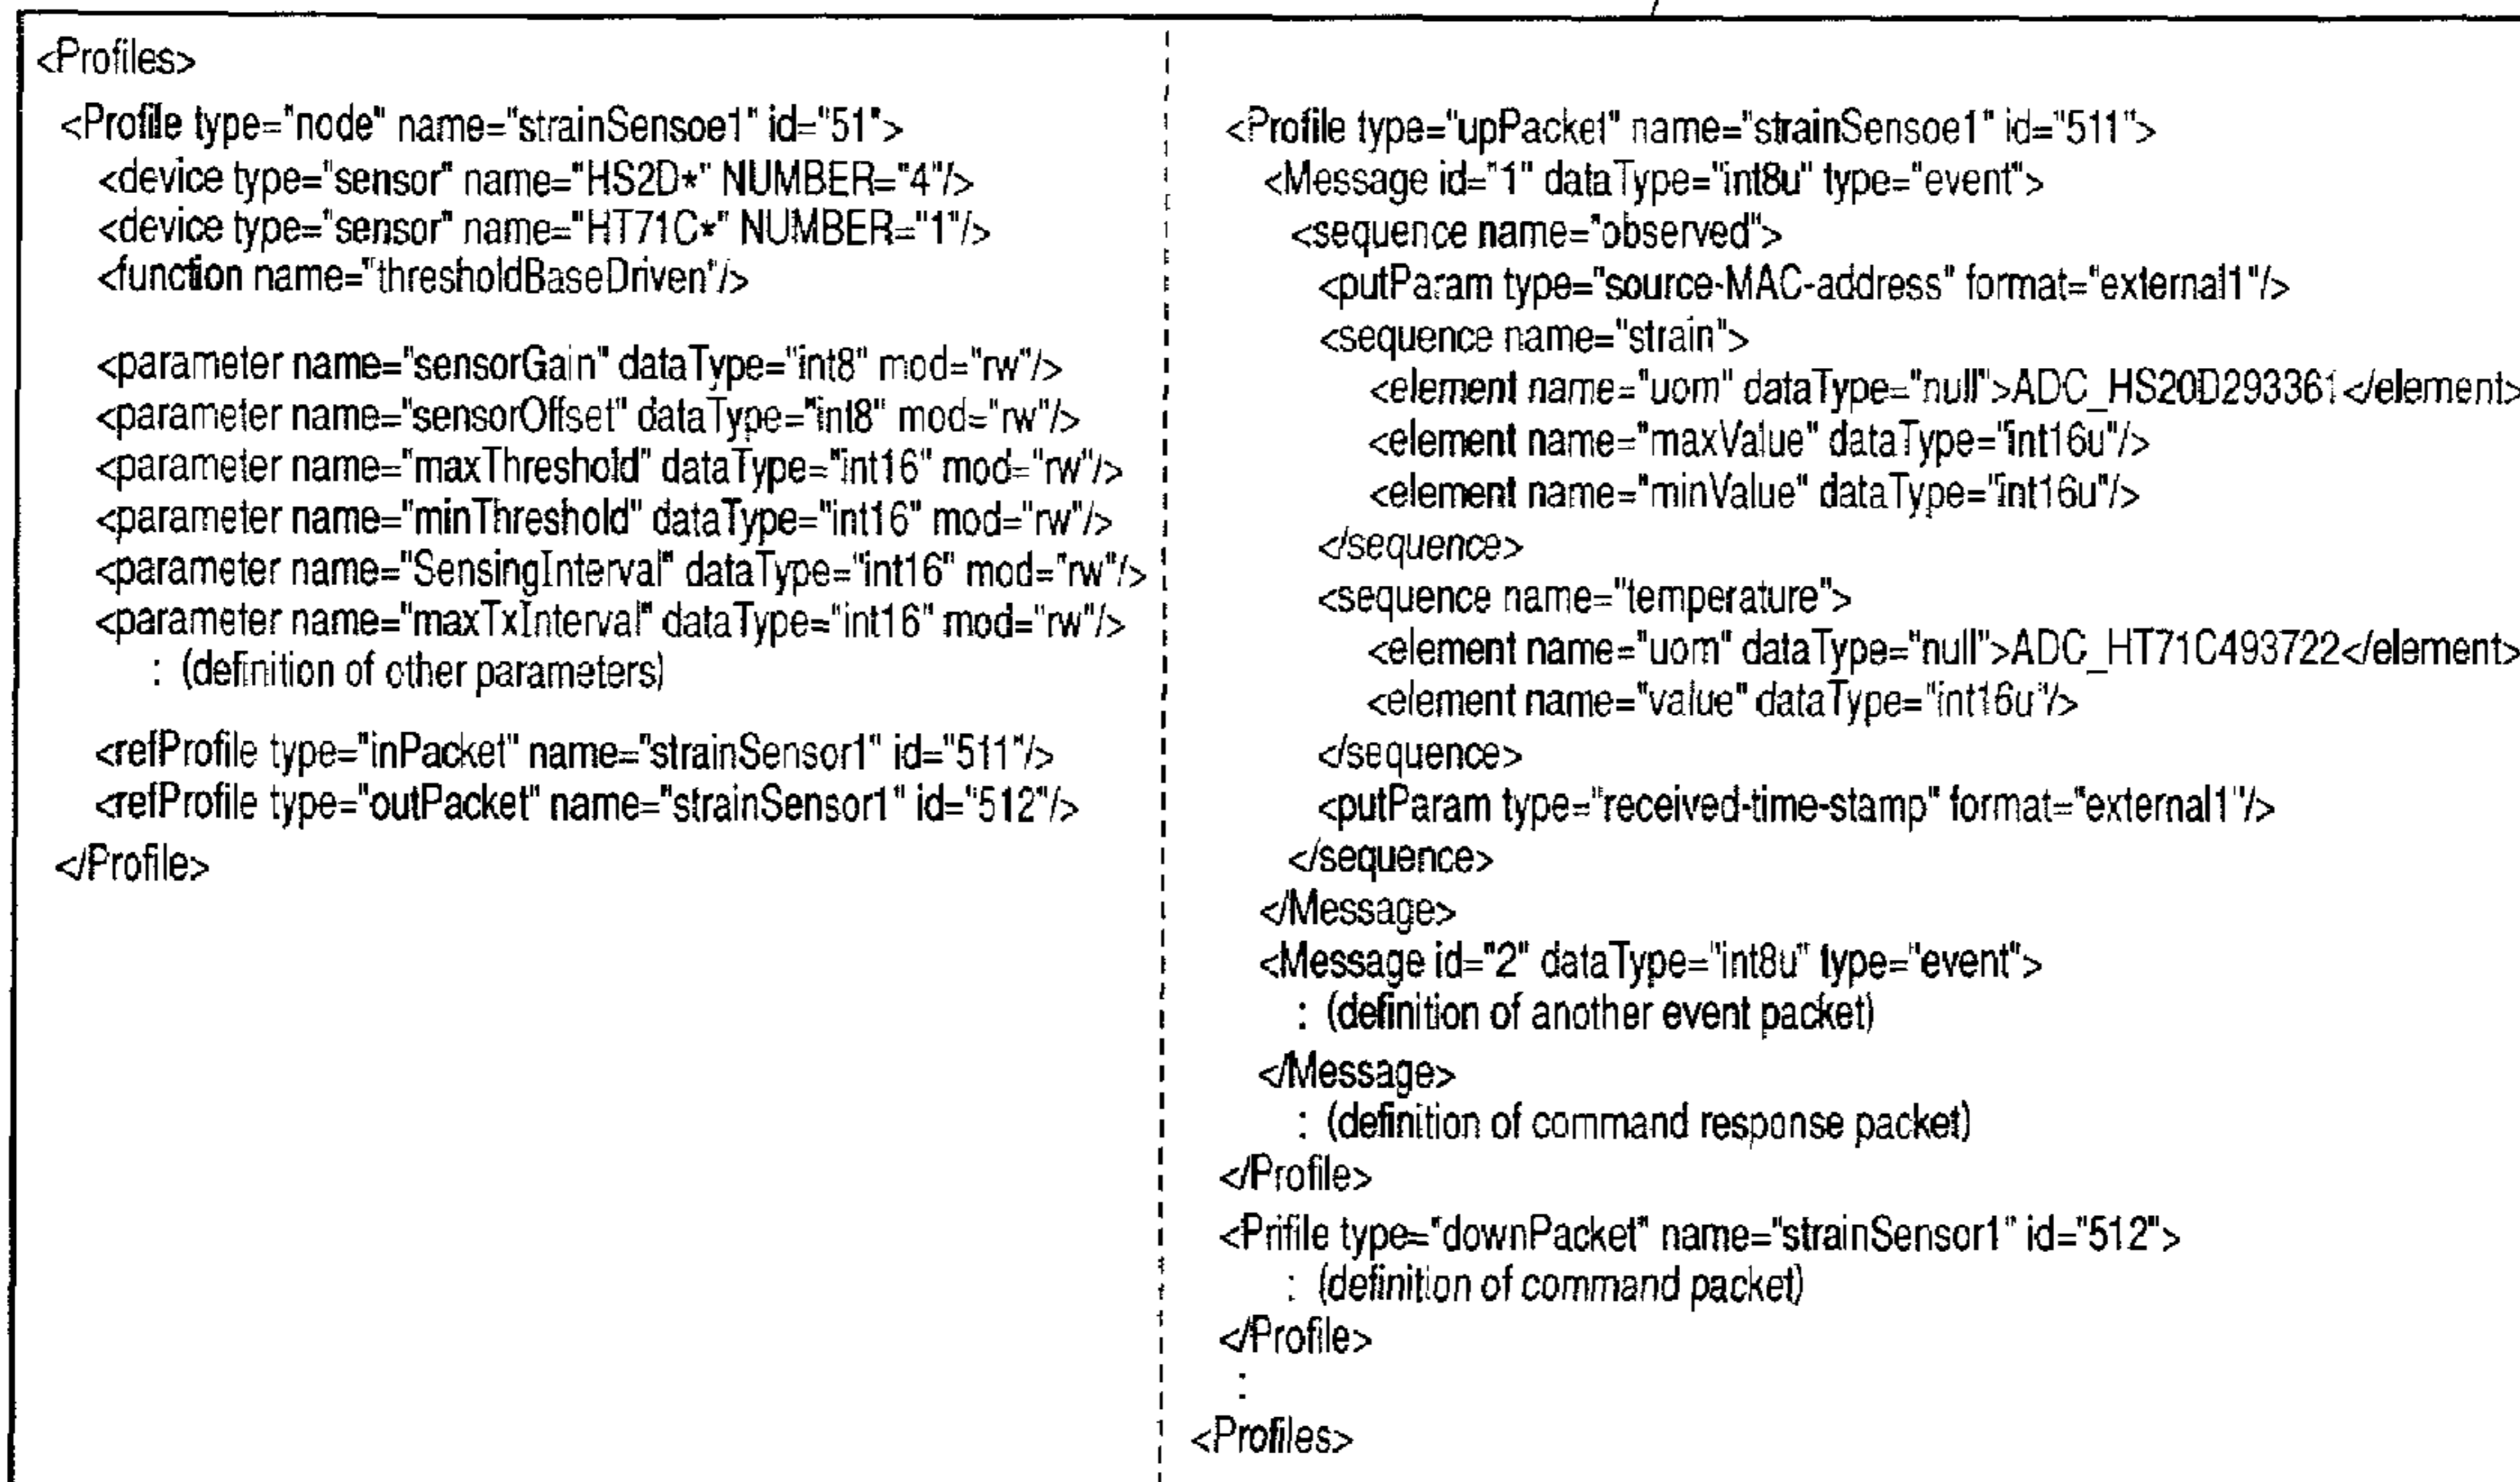 <Profiles>
<Profile type="node" name="strainSensoe1" id="51">
<device type="sensor" name="HS2D*" NUMBER="4"/>
<device type="sensor" name="HT71C*" NUMBER="1"/>
<function name="thresholdBaseDriven"/>
<parameter name="sensorGain" dataType="int8" mod="rw"/>
<parameter name="sensorOffset" dataType="int8" mod="rw"/>
<parameter name="maxThreshold" dataType="int16" mod="rw"/>
<parameter name="minThreshold" dataType="int16" mod="rw"/>
<parameter name="SensingInterval" dataType="int16" mod="rw"/>
<parameter name="maxTxInterval" dataType="int16" mod="rw"/>
: (definition of other parameters)
<refProfile type="inPacket" name="strainSensor1" id="511"/>
<refProfile type="outPacket" name="strainSensor1" id="512"/>
</Profile>
<Profile type="upPacket" name="strainSensoe1" id="511">
<Message id="1" dataType="int8u" type="event">
<sequence name="observed">
<putParam type="source-MAC-address" format="external1"/>
<sequence name="strain">
<element name="uom" dataType="null">ADC_HS20D293361</element>
<element name="maxValue" dataType="int16u"/>
<element name="minValue" dataType="int16u"/>
</sequence>
<sequence name="temperature">
<element name="uom" dataType="null">ADC_HT71C493722</element>
<element name="value" dataType="int16u"/>
</sequence>
<putParam type="received-time-stamp" format="external1"/>
</sequence>
</Message>
<Message id="2" dataType="int8u" type="event">
: (definition of another event packet)
</Message>
: (definition of command response packet)
</Profile>
<Prifile type="downPacket" name="strainSensor1" id="512">
: (definition of command packet)
</Profile>
:
<Profiles>